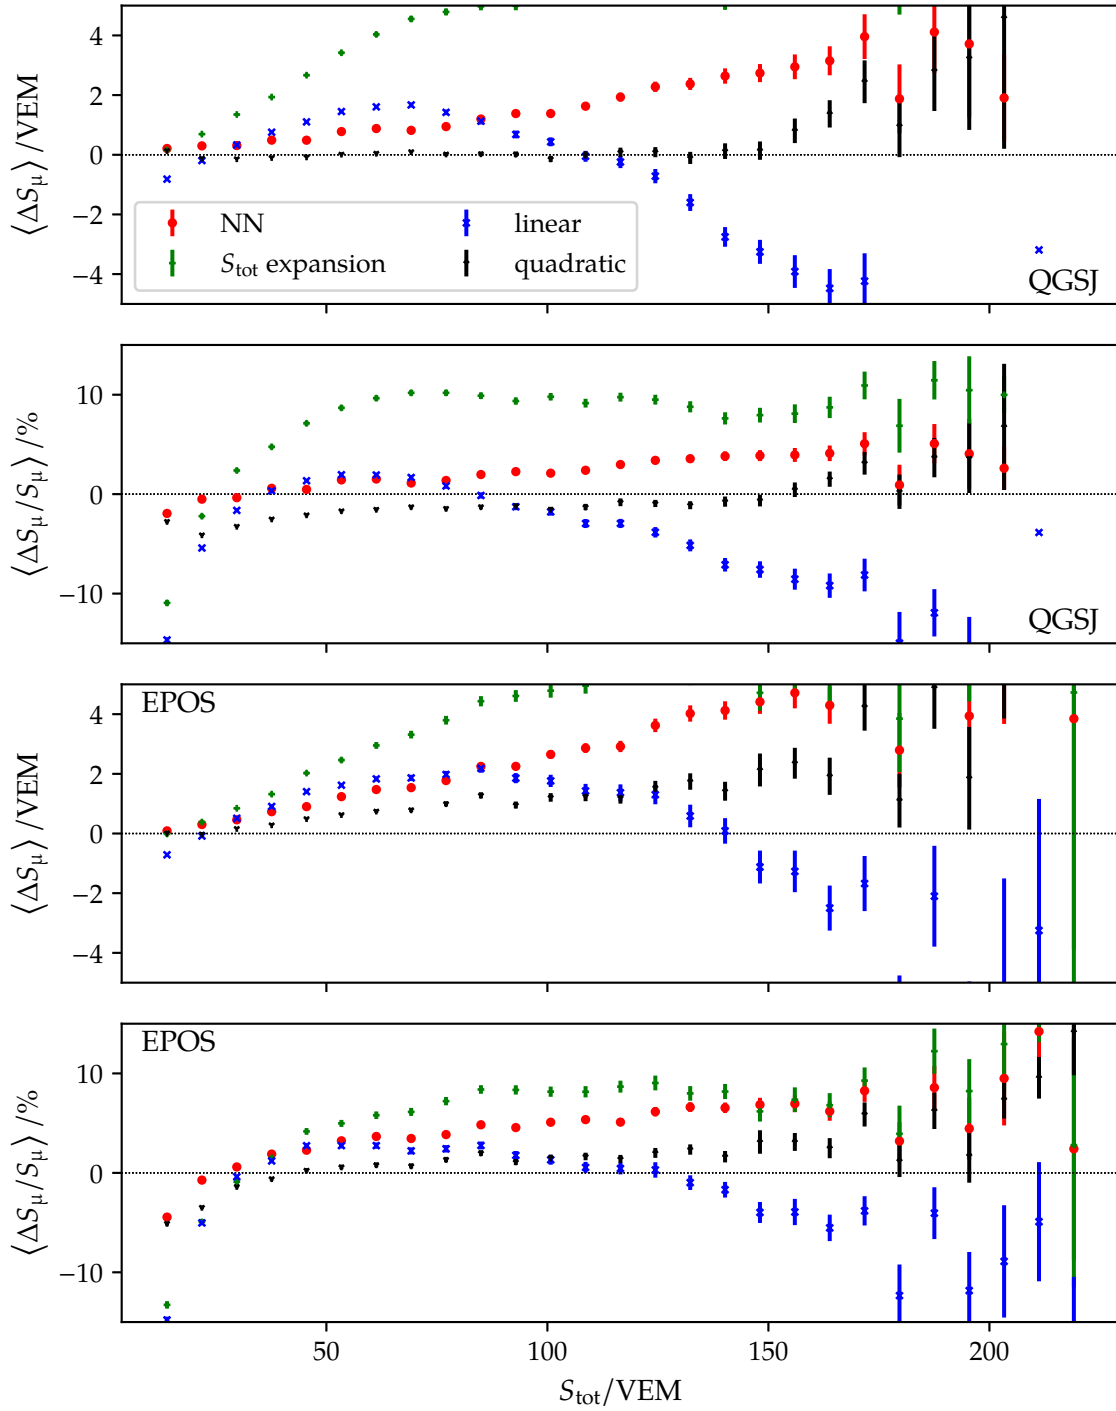 4
2
0
−2
−4
⟨ΔSμ⟩ /VEM
NN
Stot expansion
linear
quadratic
QGSJ
10
0
−10
⟨ΔSμ/Sμ⟩ /%
QGSJ
EPOS
4
2
0
−2
−4
⟨ΔSμ⟩ /VEM
EPOS
10
0
−10
⟨ΔSμ/Sμ⟩ /%
50 100 150 200
Stot/VEM